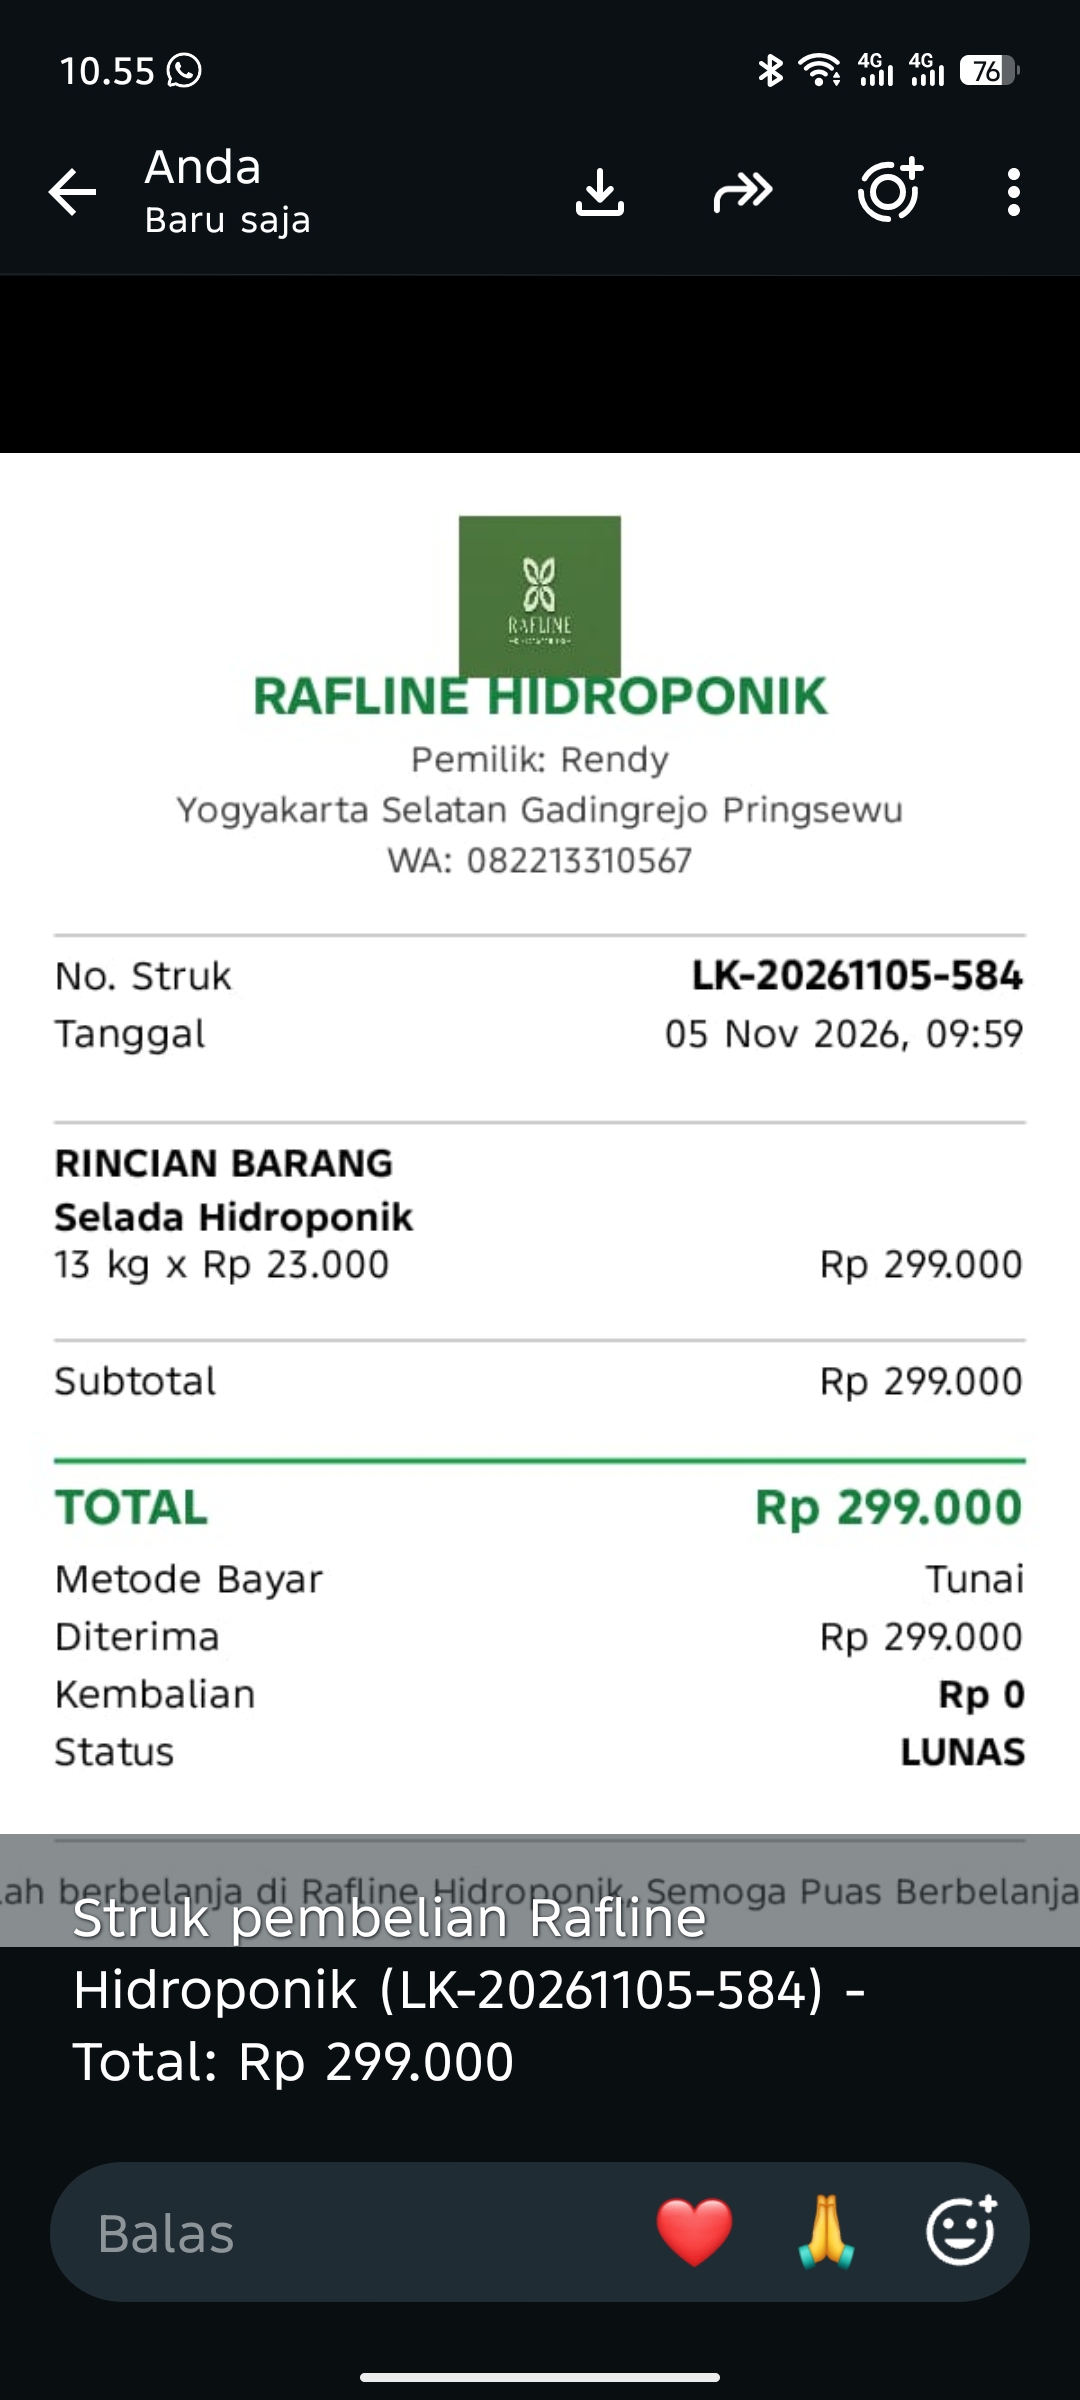 10.55
4G 4G 76
Anda
Baru saja
RAFLINE
RAFLINE HIDROPONIK
Pemilik: Rendy
Yogyakarta Selatan Gadingrejo Pringsewu
WA: 082213310567
No. Struk LK-20261105-584
Tanggal 05 Nov 2026, 09:59
RINCIAN BARANG
Selada Hidroponik
13 kg x Rp 23.000 Rp 299.000
Subtotal Rp 299.000
TOTAL Rp 299.000
Metode Bayar Tunai
Diterima Rp 299.000
Kembalian Rp 0
Status LUNAS
ah berbelanja di Rafline Hidroponik. Semoga Puas Berbelanja
Struk pembelian Rafline
Hidroponik (LK-20261105-584) -
Total: Rp 299.000
Balas